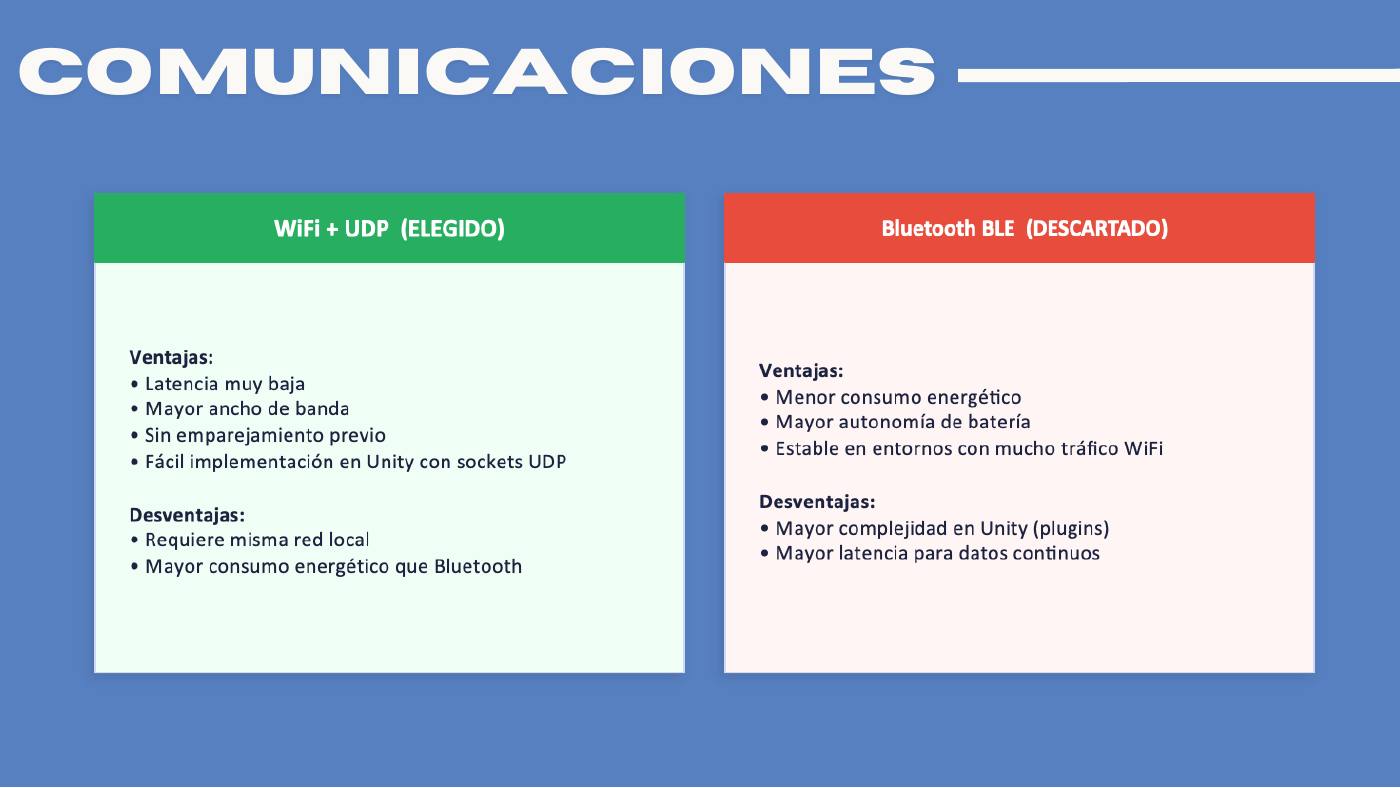 COMUNICACIONES
WiFi + UDP (ELEGIDO)
Ventajas:
• Latencia muy baja
• Mayor ancho de banda
• Sin emparejamiento previo
• Fácil implementación en Unity con sockets UDP
Desventajas:
• Requiere misma red local
• Mayor consumo energético que Bluetooth
Bluetooth BLE (DESCARTADO)
Ventajas:
• Menor consumo energético
• Mayor autonomía de batería
• Estable en entornos con mucho tráfico WiFi
Desventajas:
• Mayor complejidad en Unity (plugins)
• Mayor latencia para datos continuos